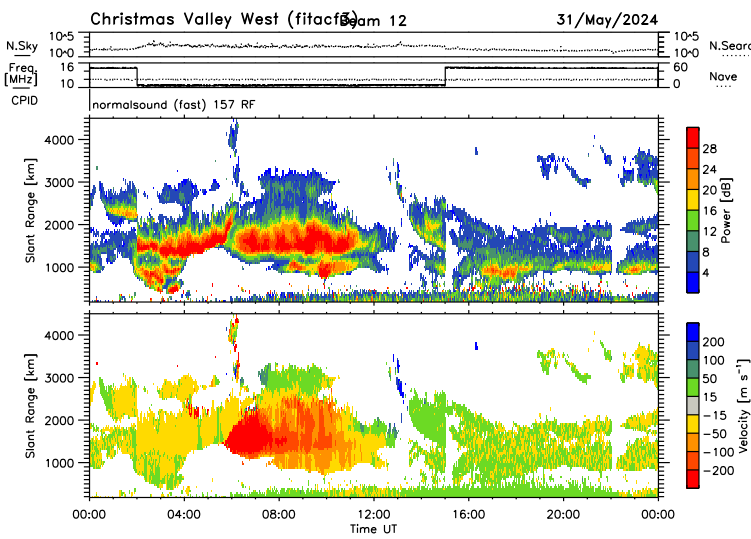 Christmas Valley West (fitacf3) Beam 12 31/May/2024
N.Sky 10^5 10^0 10^5 10^0 N.Searc
Freq [MHz] 16 10 60 0 Nave
CPID normalsound (fast) 157 RF
Slant Range [km] 4000 3000 2000 1000
Power [dB] 28 24 20 16 12 8 4
Slant Range [km] 4000 3000 2000 1000
Velocity [m s⁻¹] 200 100 50 15 -15 -50 -100 -200
00:00 04:00 08:00 12:00 16:00 20:00 00:00
Time UT